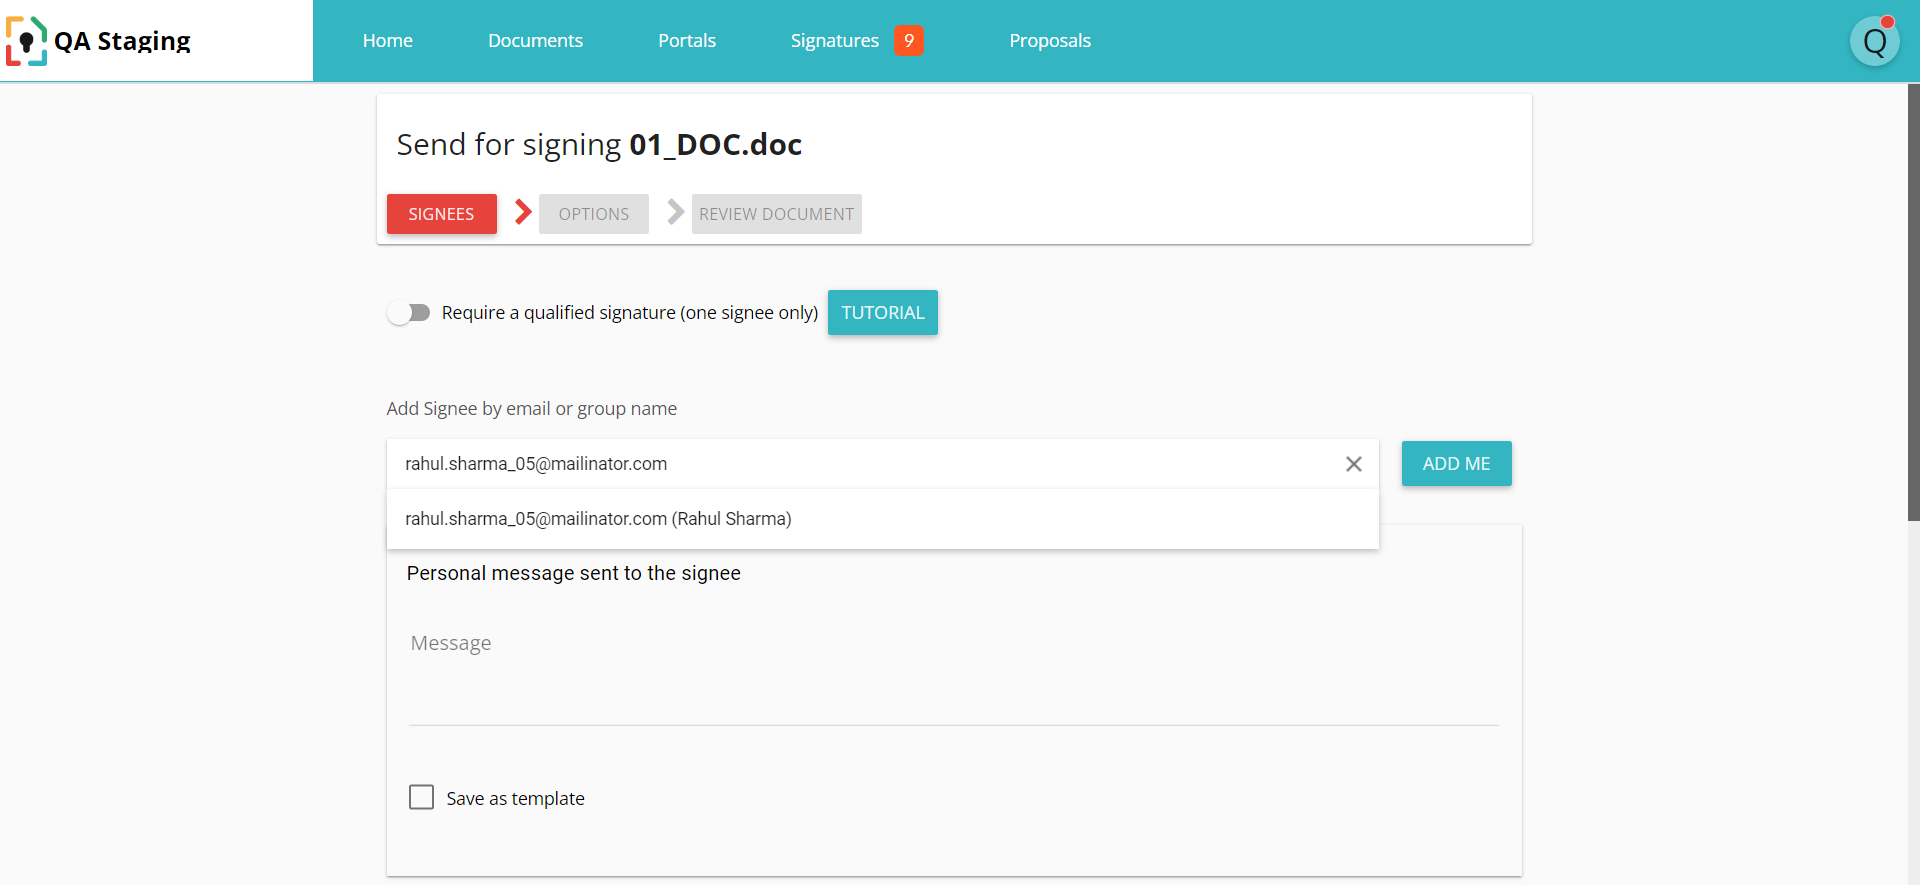 QA Staging
Home Documents Portals Signatures 9 Proposals
Q
Send for signing 01_DOC.doc
SIGNEES OPTIONS REVIEW DOCUMENT
Require a qualified signature (one signee only) TUTORIAL
Add Signee by email or group name
rahul.sharma_05@mailinator.com ADD ME
rahul.sharma_05@mailinator.com (Rahul Sharma)
Personal message sent to the signee
Message
Save as template